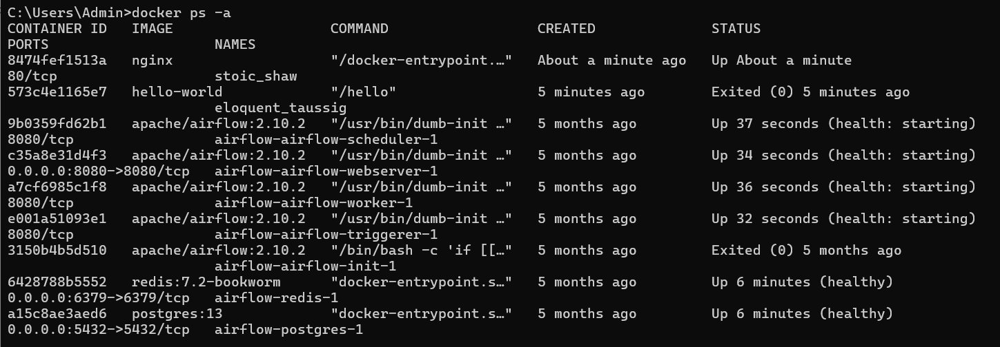 C:\Users\Admin>docker ps -a
CONTAINER ID   IMAGE                   COMMAND                  CREATED              STATUS
PORTS                    NAMES
8474fef1513a   nginx                   "/docker-entrypoint.…"   About a minute ago   Up About a minute
80/tcp                   stoic_shaw
573c4e1165e7   hello-world             "/hello"                 5 minutes ago        Exited (0) 5 minutes ago
                         eloquent_taussig
9b0359fd62b1   apache/airflow:2.10.2   "/usr/bin/dumb-init …"   5 months ago         Up 37 seconds (health: starting)
8080/tcp                 airflow-airflow-scheduler-1
c35a8e31d4f3   apache/airflow:2.10.2   "/usr/bin/dumb-init …"   5 months ago         Up 34 seconds (health: starting)
0.0.0.0:8080->8080/tcp   airflow-airflow-webserver-1
a7cf6985c1f8   apache/airflow:2.10.2   "/usr/bin/dumb-init …"   5 months ago         Up 36 seconds (health: starting)
8080/tcp                 airflow-airflow-worker-1
e001a51093e1   apache/airflow:2.10.2   "/usr/bin/dumb-init …"   5 months ago         Up 32 seconds (health: starting)
8080/tcp                 airflow-airflow-triggerer-1
3150b4b5d510   apache/airflow:2.10.2   "/bin/bash -c 'if [[…"   5 months ago         Exited (0) 5 months ago
                         airflow-airflow-init-1
6428788b5552   redis:7.2-bookworm      "docker-entrypoint.s…"   5 months ago         Up 6 minutes (healthy)
0.0.0.0:6379->6379/tcp   airflow-redis-1
a15c8ae3aed6   postgres:13             "docker-entrypoint.s…"   5 months ago         Up 6 minutes (healthy)
0.0.0.0:5432->5432/tcp   airflow-postgres-1